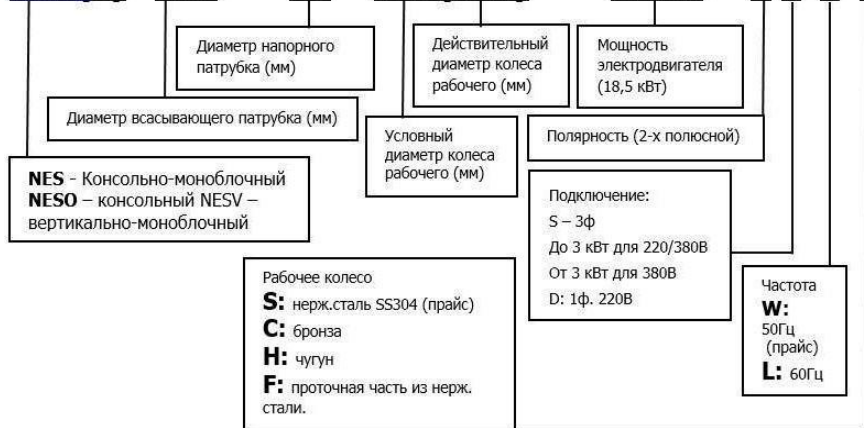 Диаметр напорного
патрубка (мм)
Действительный
диаметр колеса
рабочего (мм)
Мощность
электродвигателя
(18,5 кВт)
Диаметр всасывающего патрубка (мм)
Условный
диаметр колеса
рабочего (мм)
Полярность (2-х полюсной)
NES - Консольно-моноблочный
NESO – консольный NESV –
вертикально-моноблочный
Подключение:
S – 3ф
До 3 кВт для 220/380В
От 3 кВт для 380В
D: 1ф. 220В
Рабочее колесо
S: нерж.сталь SS304 (прайс)
C: бронза
H: чугун
F: проточная часть из нерж.
стали.
Частота
W:
50Гц
(прайс)
L: 60Гц